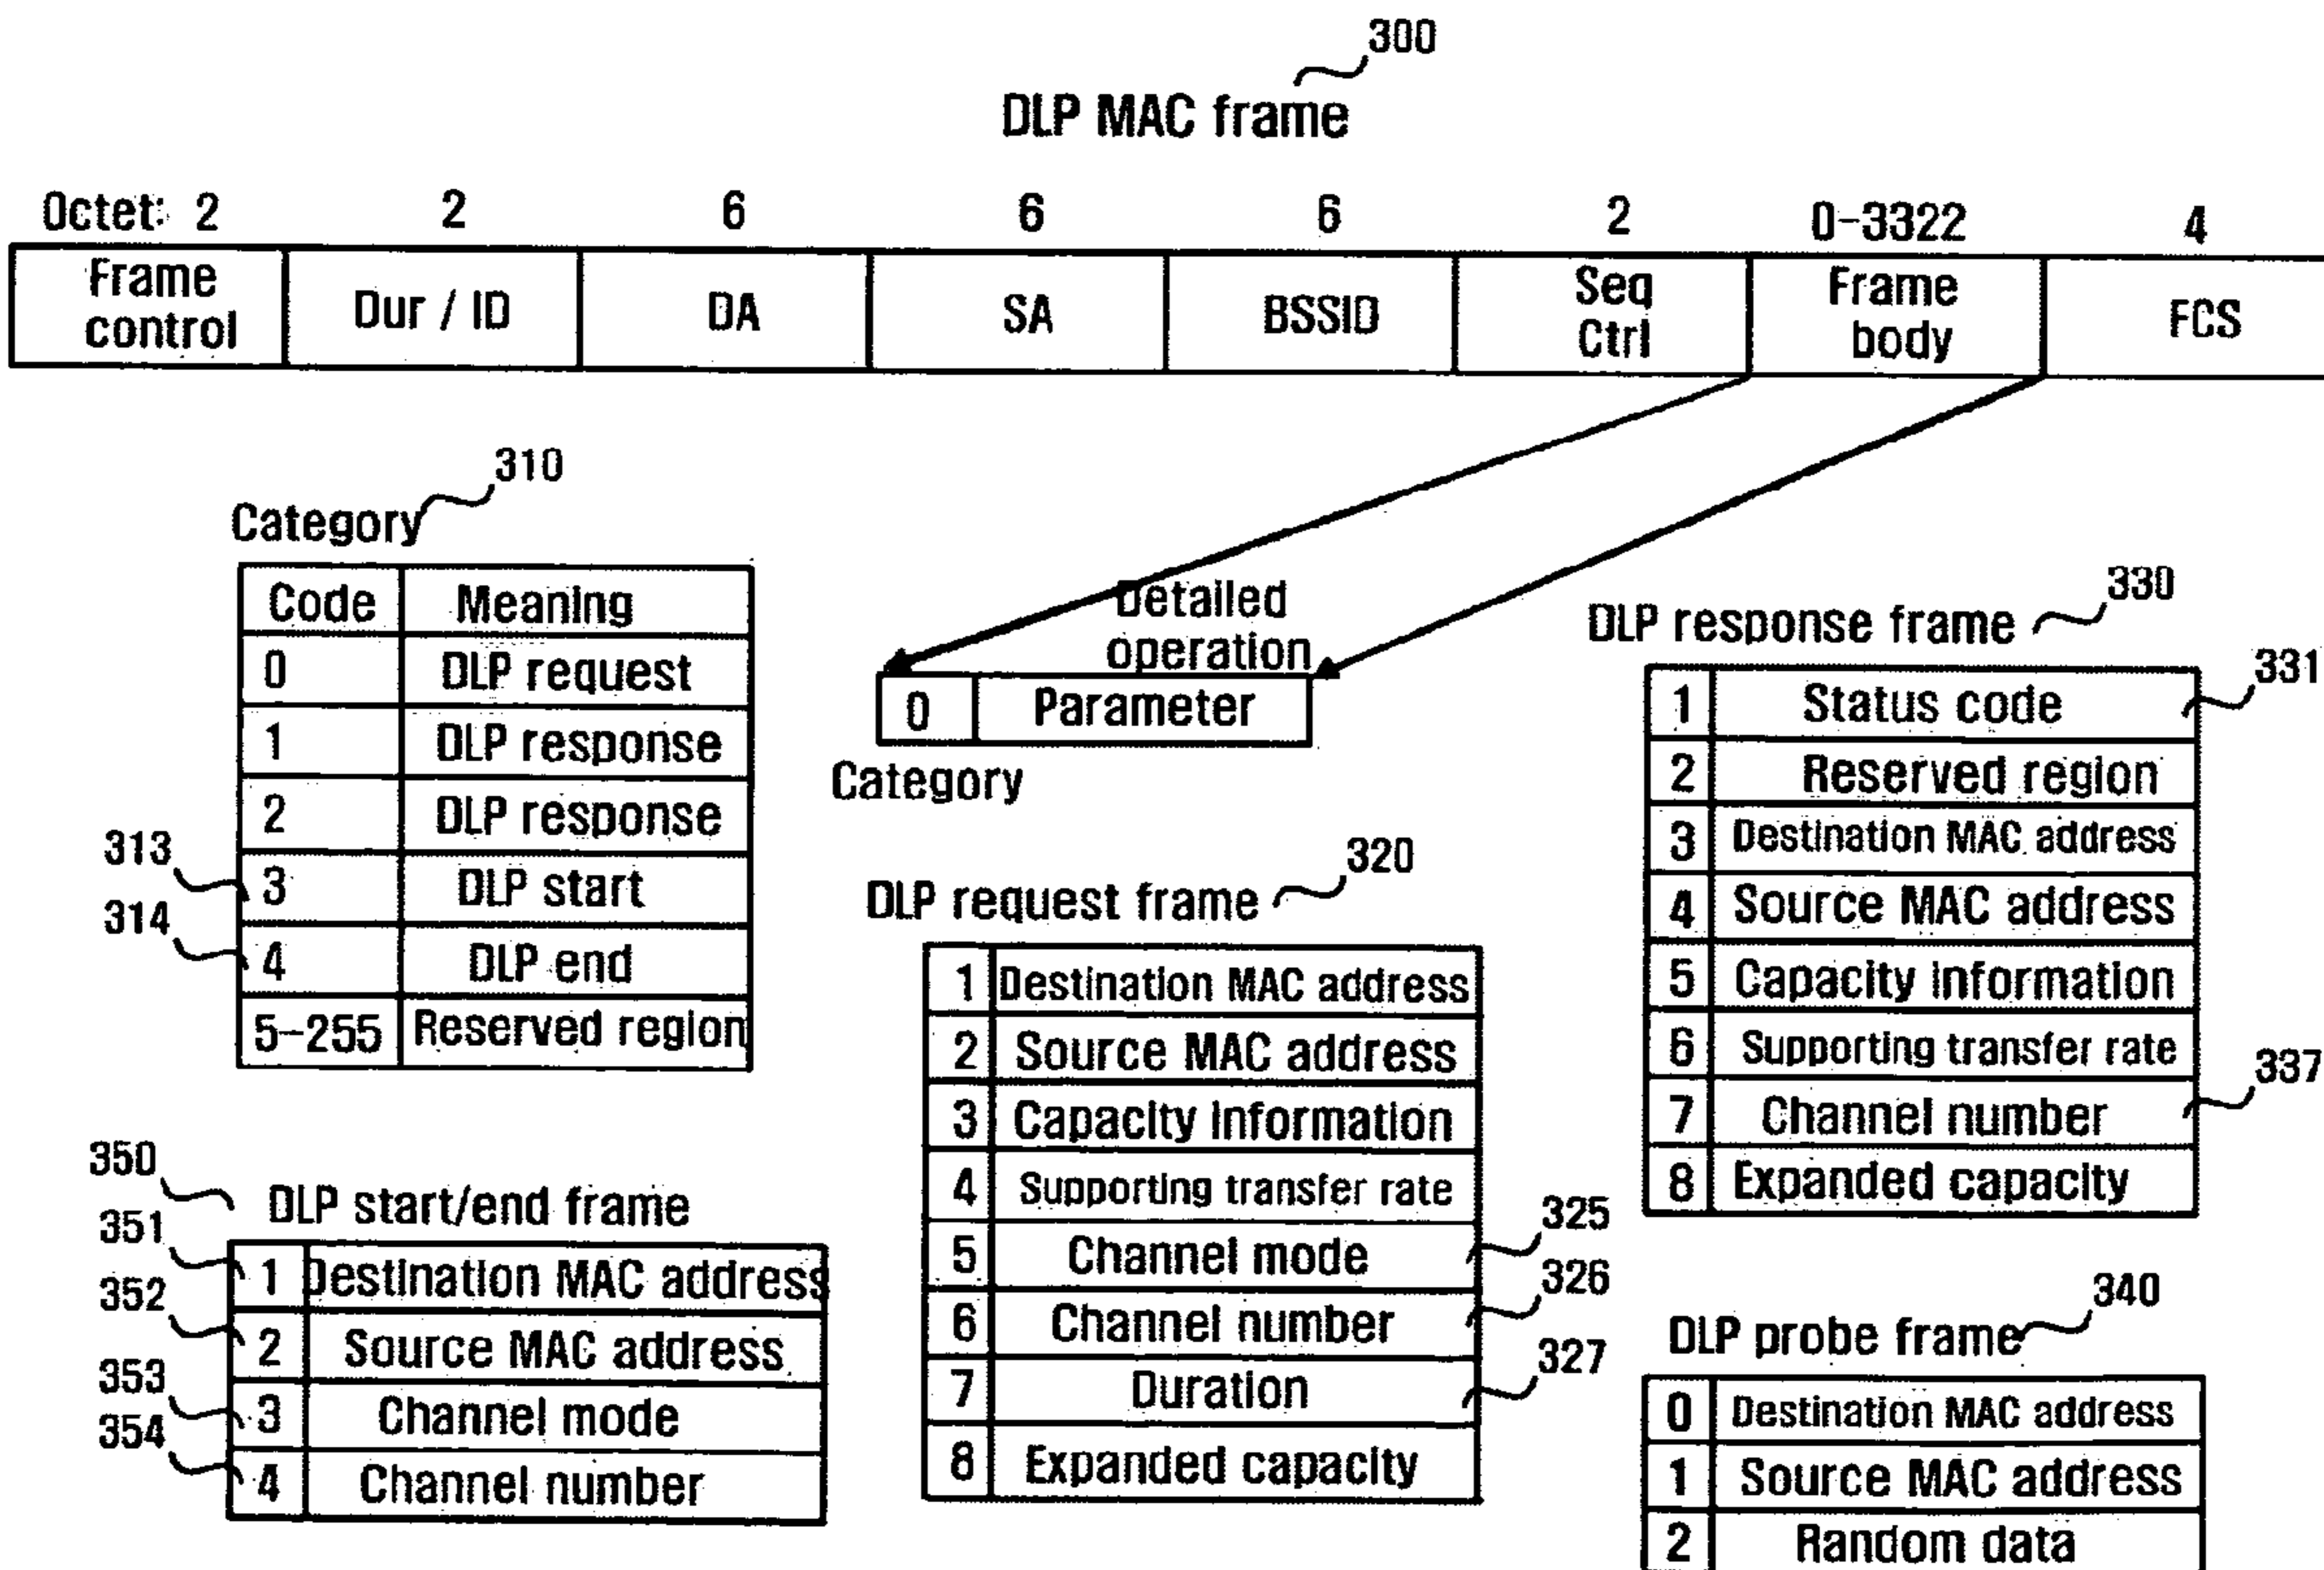 300
DLP MAC frame
Octet: 2 2 6 6 6 2 0-3322 4
Frame control Dur / ID DA SA BSSID Seq Ctrl Frame body FCS
310
Category
Code Meaning
0 DLP request
1 DLP response
2 DLP response
313
3 DLP start
314
4 DLP end
5-255 Reserved region
Detailed
operation
0 Parameter
Category
320
DLP request frame
1 Destination MAC address
2 Source MAC address
3 Capacity information
4 Supporting transfer rate
5 Channel mode 325
6 Channel number 326
7 Duration 327
8 Expanded capacity
330
DLP response frame
1 Status code 331
2 Reserved region
3 Destination MAC address
4 Source MAC address
5 Capacity information
6 Supporting transfer rate
7 Channel number 337
8 Expanded capacity
350
DLP start/end frame
351 1 Destination MAC address
352 2 Source MAC address
353 3 Channel mode
354 4 Channel number
340
DLP probe frame
0 Destination MAC address
1 Source MAC address
2 Random data